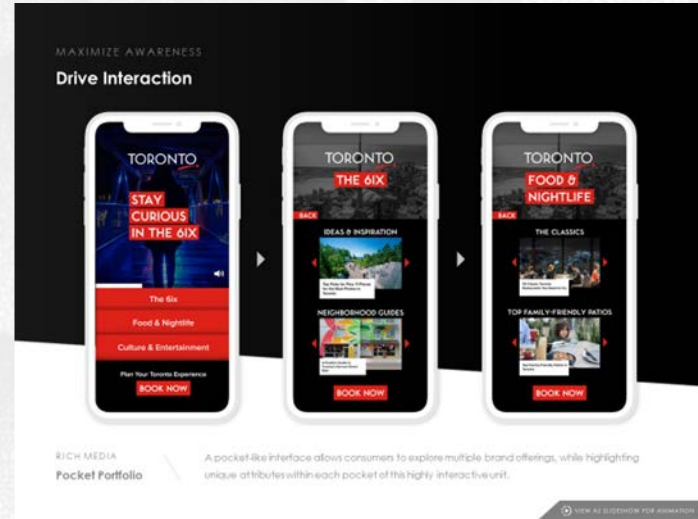 MAXIMIZE AWARENESS
Drive Interaction
TORONTO
STAY
CURIOUS
IN THE 6IX
The 6ix
Food & Nightlife
Culture & Entertainment
Plan Your Toronto Experience
BOOK NOW
TORONTO
THE 6IX
BACK
IDEAS & INSPIRATION
NEIGHBORHOOD GUIDES
BOOK NOW
TORONTO
FOOD &
NIGHTLIFE
BACK
THE CLASSICS
TOP FAMILY-FRIENDLY PATIOS
BOOK NOW
RICH MEDIA
Pocket Portfolio
A pocket-like interface allows consumers to explore multiple brand offerings, while highlighting
unique attributes within each pocket of this highly interactive unit.
VIEW AS SLIDESHOW FOR ANIMATION